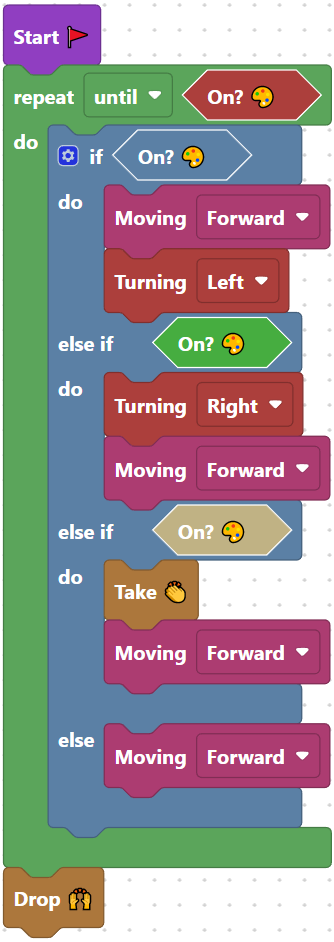 Start
repeat until On?
do
if On?
do
Moving Forward
Turning Left
else if On?
do
Turning Right
Moving Forward
else if On?
do
Take
Moving Forward
else Moving Forward
Drop